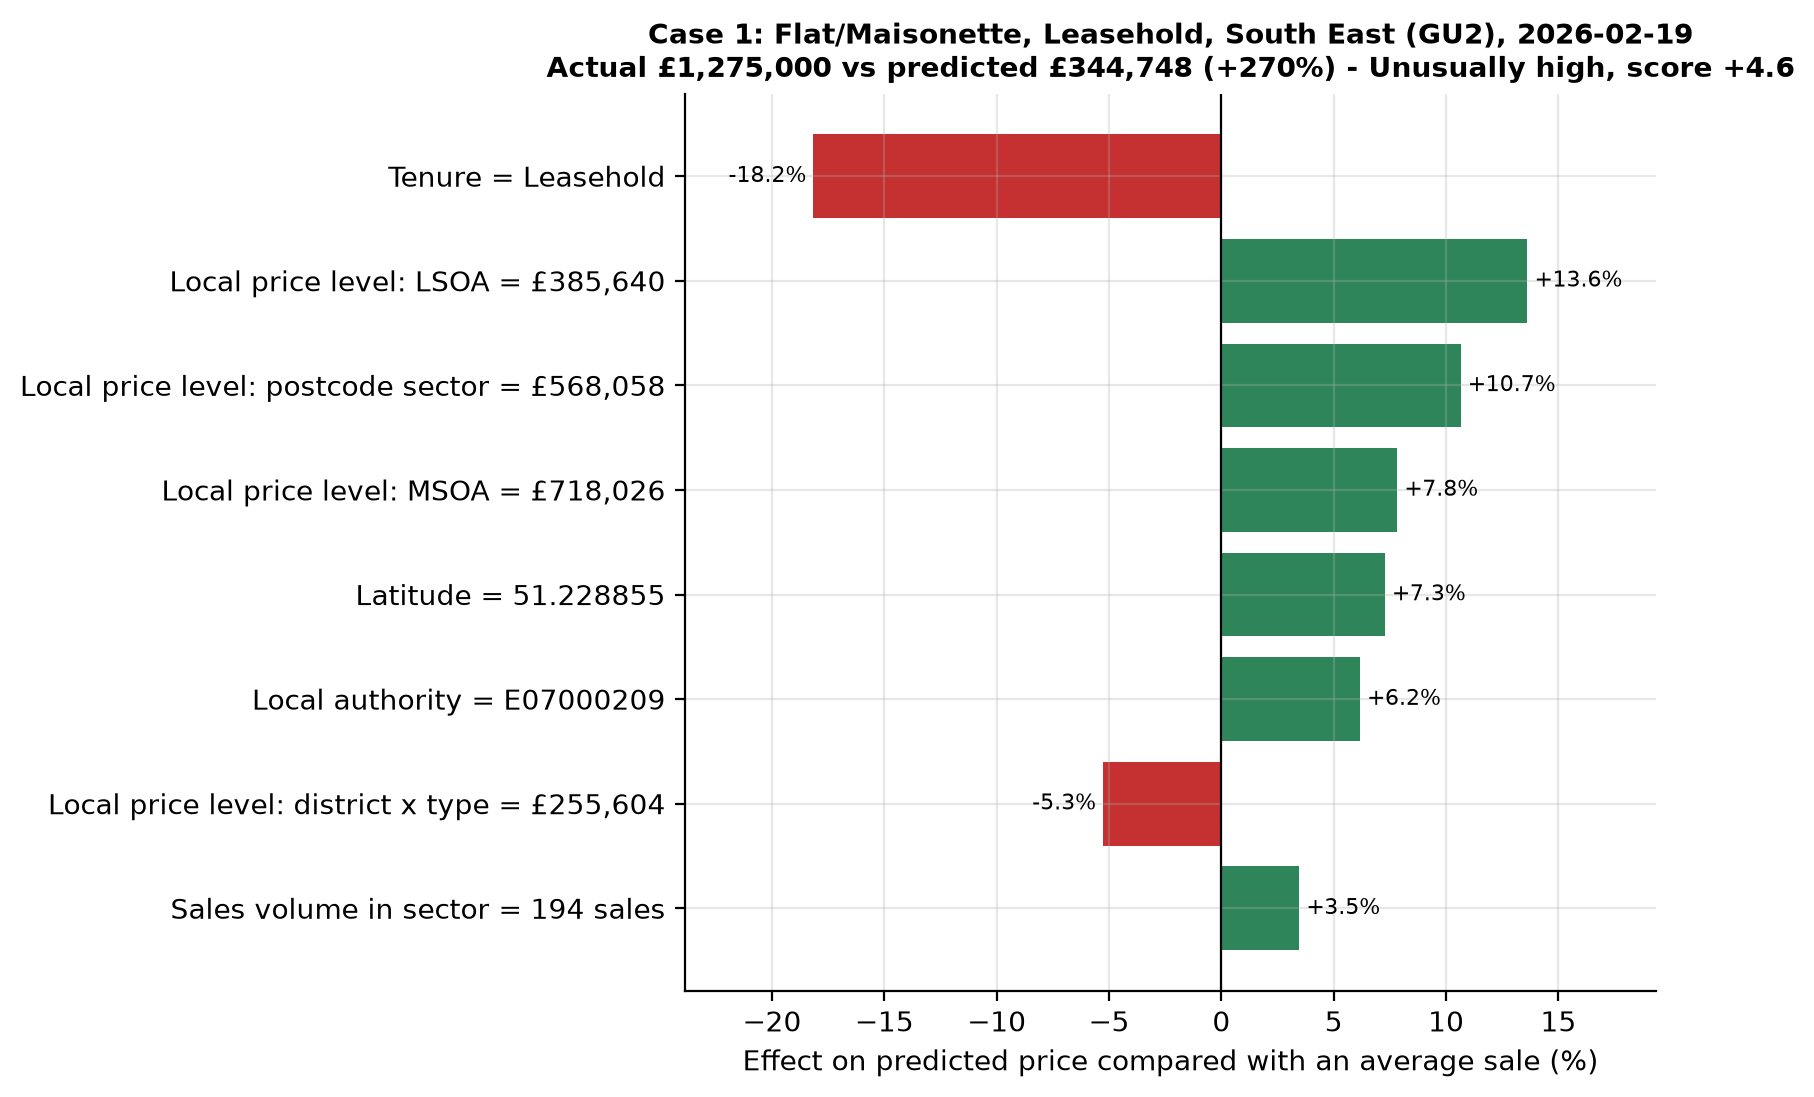 Case 1: Flat/Maisonette, Leasehold, South East (GU2), 2026-02-19
Actual £1,275,000 vs predicted £344,748 (+270%) - Unusually high, score +4.6
Tenure = Leasehold
-18.2%
Local price level: LSOA = £385,640
+13.6%
Local price level: postcode sector = £568,058
+10.7%
Local price level: MSOA = £718,026
+7.8%
Latitude = 51.228855
+7.3%
Local authority = E07000209
+6.2%
Local price level: district x type = £255,604
-5.3%
Sales volume in sector = 194 sales
+3.5%
−20 −15 −10 −5 0 5 10 15
Effect on predicted price compared with an average sale (%)